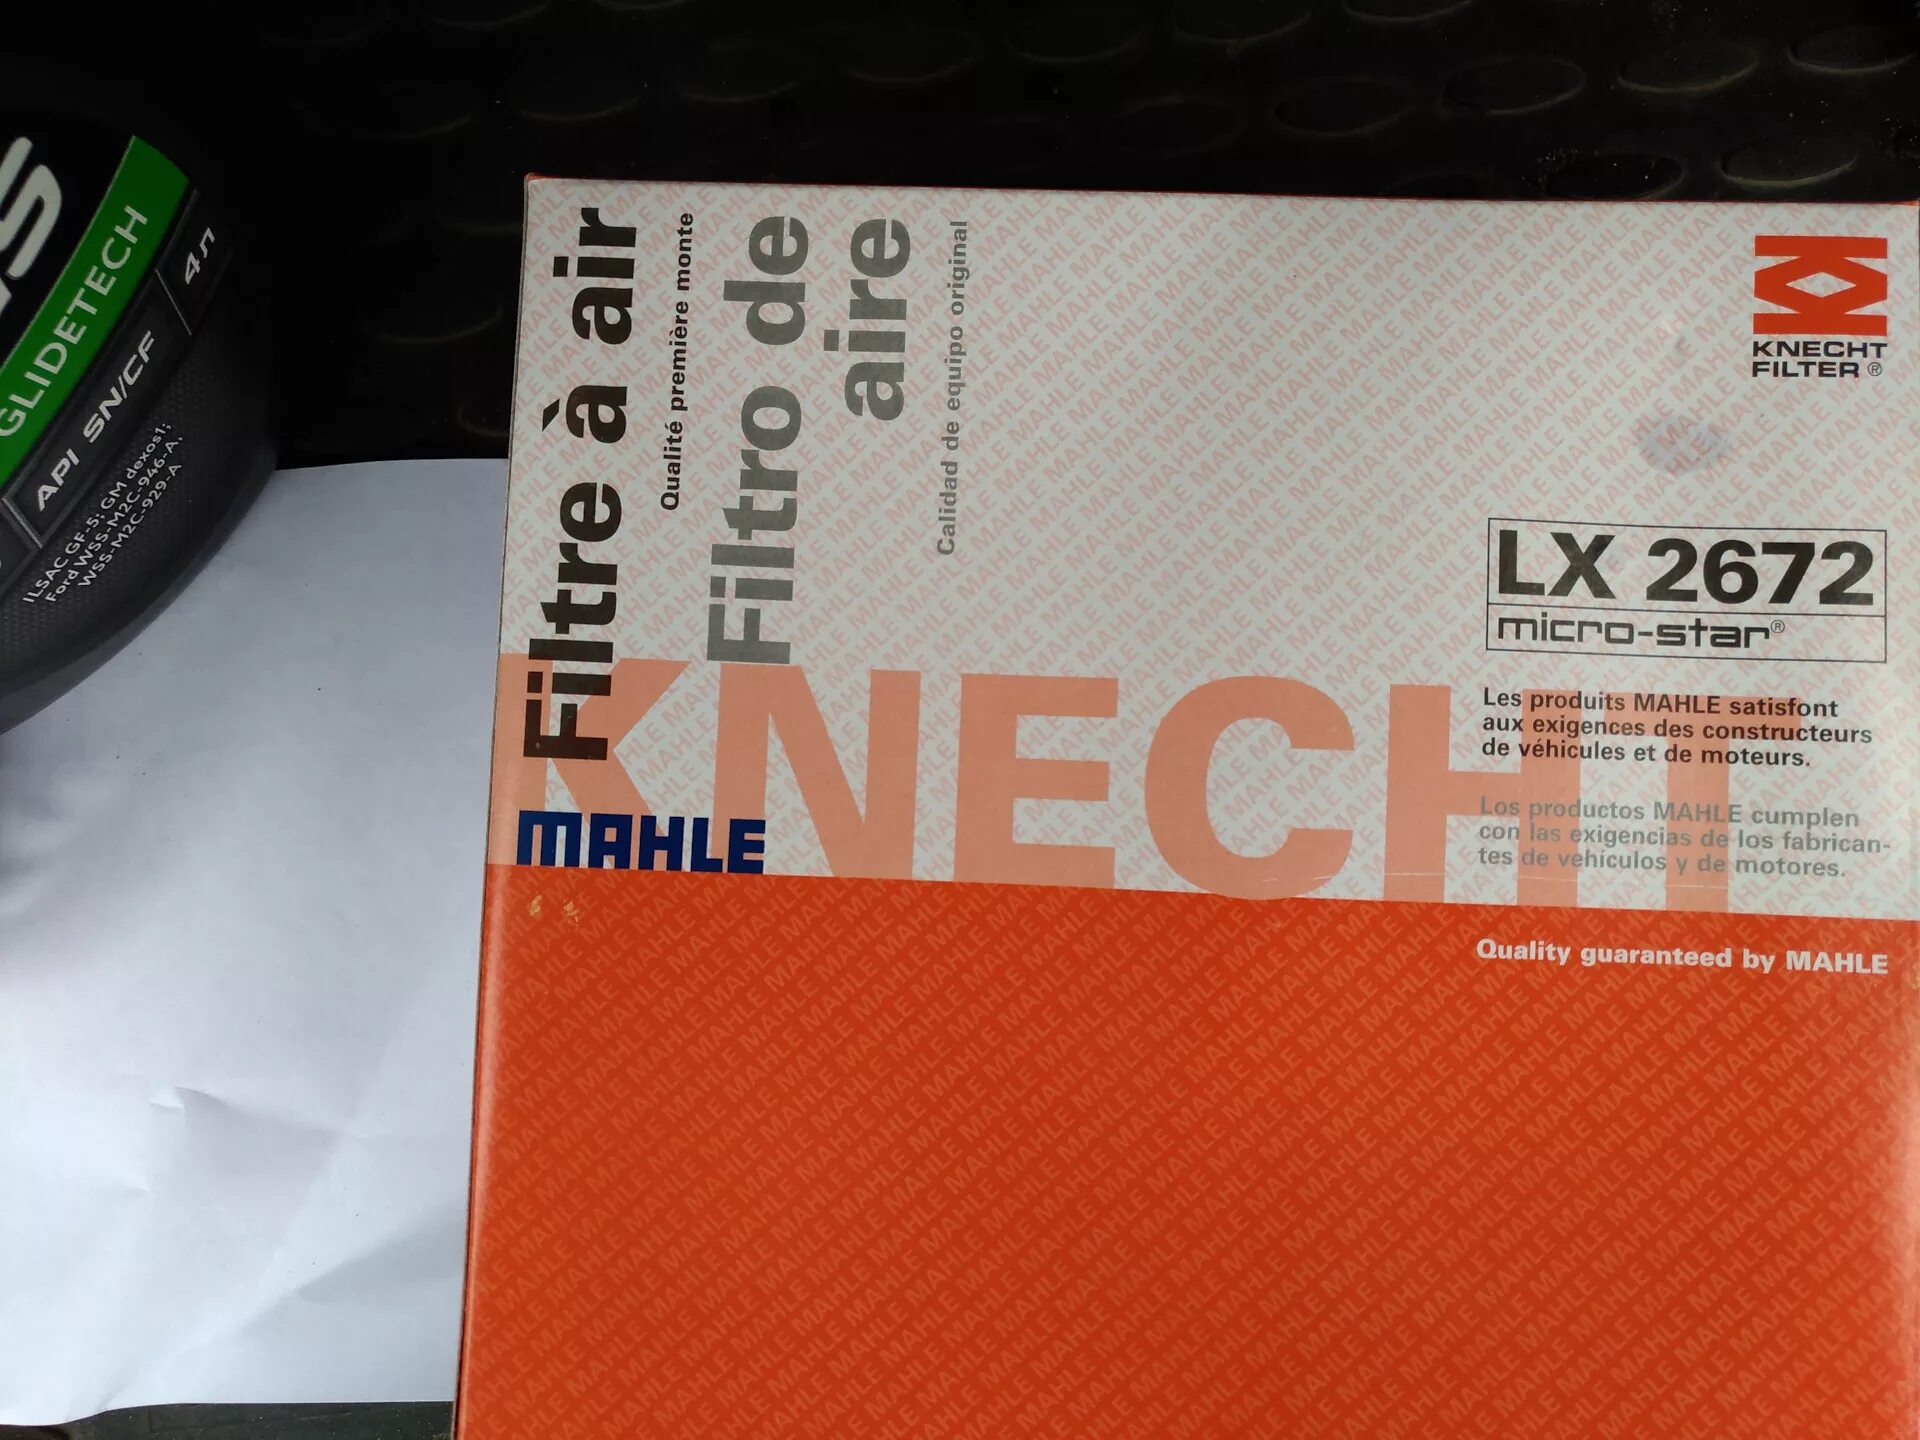 GLIDETECH
API SN/CF
4 л
ILSAC GF-5; GM dexos1;
Ford WSS-M2C-946-A,
WSS-M2C-929-A
Filtre à air
Qualité première monte
Filtro de
aire
Calidad de equipo original
KNECHT
FILTER®
LX 2672
micro-star®
KNECHT
Les produits MAHLE satisfont
aux exigences des constructeurs
de véhicules et de moteurs.
Los productos MAHLE cumplen
con las exigencias de los fabrican-
tes de vehículos y de motores.
MAHLE
Quality guaranteed by MAHLE